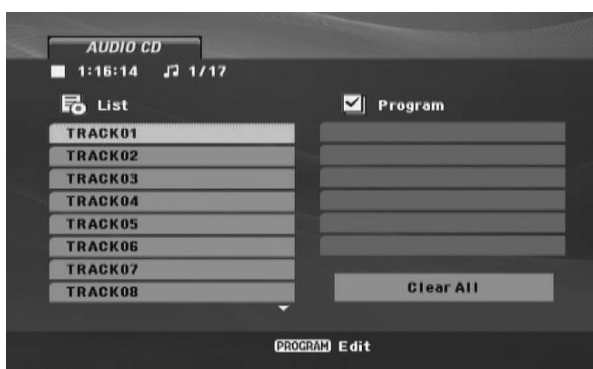 AUDIO CD
1:16:14 1/17
List
Program
TRACK01
TRACK02
TRACK03
TRACK04
TRACK05
TRACK06
TRACK07
TRACK08
Clear All
PROGRAM Edit